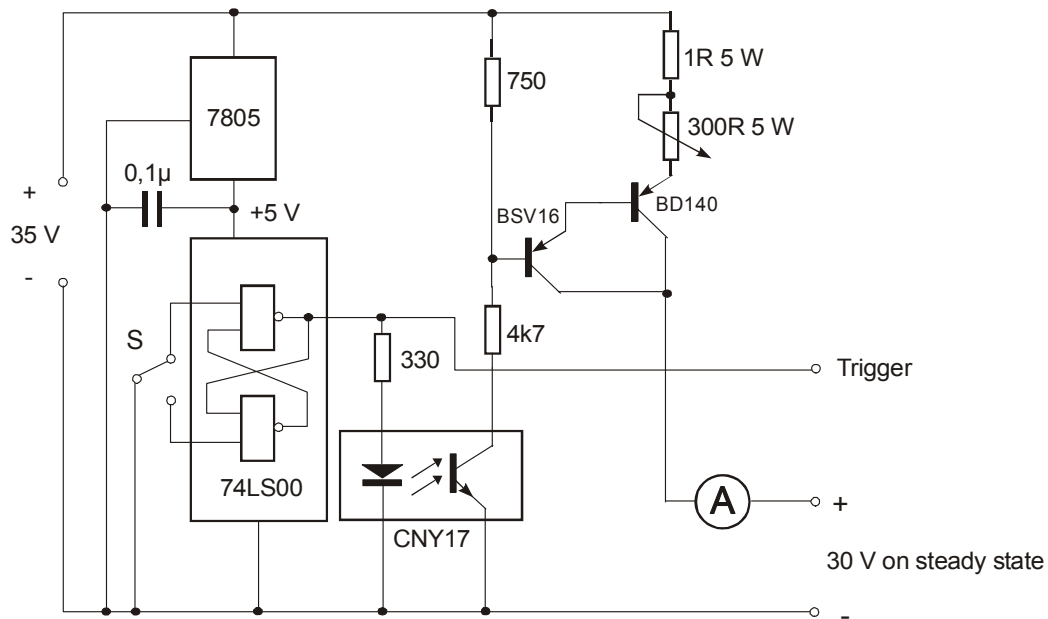 1R 5 W
750
7805
300R 5 W
0,1µ
+
BSV16
BD140
+5 V
35 V
-
4k7
S
330
Trigger
74LS00
A
+
CNY17
30 V on steady state
-